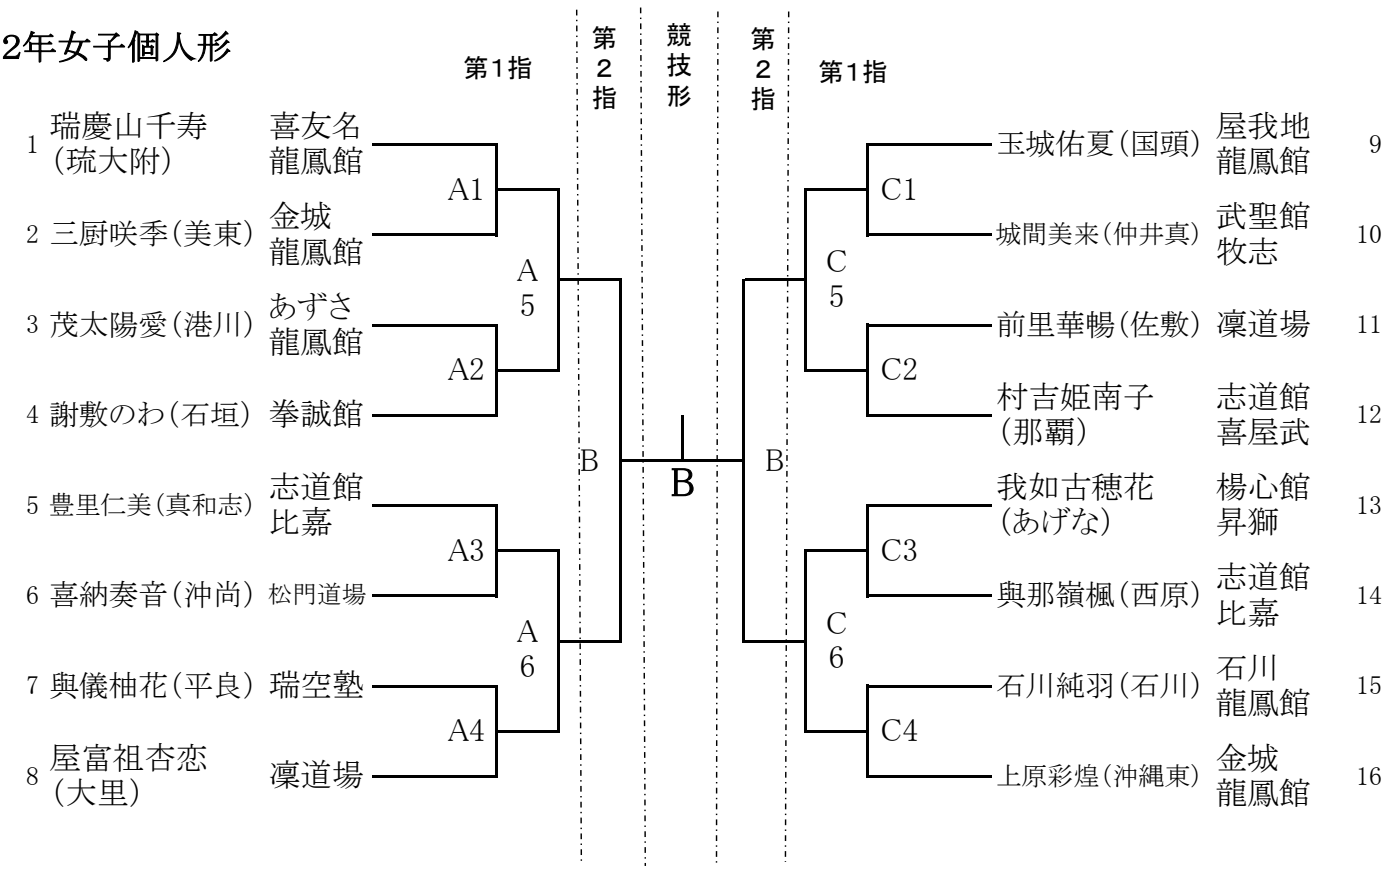 2年女子個人形
第1指
第2指
競技形
第2指
第1指
1 瑞慶山千寿 喜友名
(琉大附) 龍鳳館
2 三厨咲季(美東) 金城
龍鳳館
3 茂太陽愛(港川) あずさ
龍鳳館
4 謝敷のわ(石垣) 拳誠館
5 豊里仁美(真和志) 志道館
比嘉
6 喜納奏音(沖尚) 松門道場
7 與儀柚花(平良) 瑞空塾
8 屋富祖杏恋 凜道場
(大里)
A1
A2
A3
A4
A
5
A
6
B
B
B
C
5
C
6
C1
C2
C3
C4
玉城佑夏(国頭) 屋我地 9
龍鳳館
城間美来(仲井真) 武聖館 10
牧志
前里華暢(佐敷) 凜道場 11
村吉姫南子 志道館 12
(那覇) 喜屋武
我如古穂花 楊心館 13
(あげな) 昇獅
與那嶺楓(西原) 志道館 14
比嘉
石川純羽(石川) 石川 15
龍鳳館
上原彩煌(沖縄東) 金城 16
龍鳳館